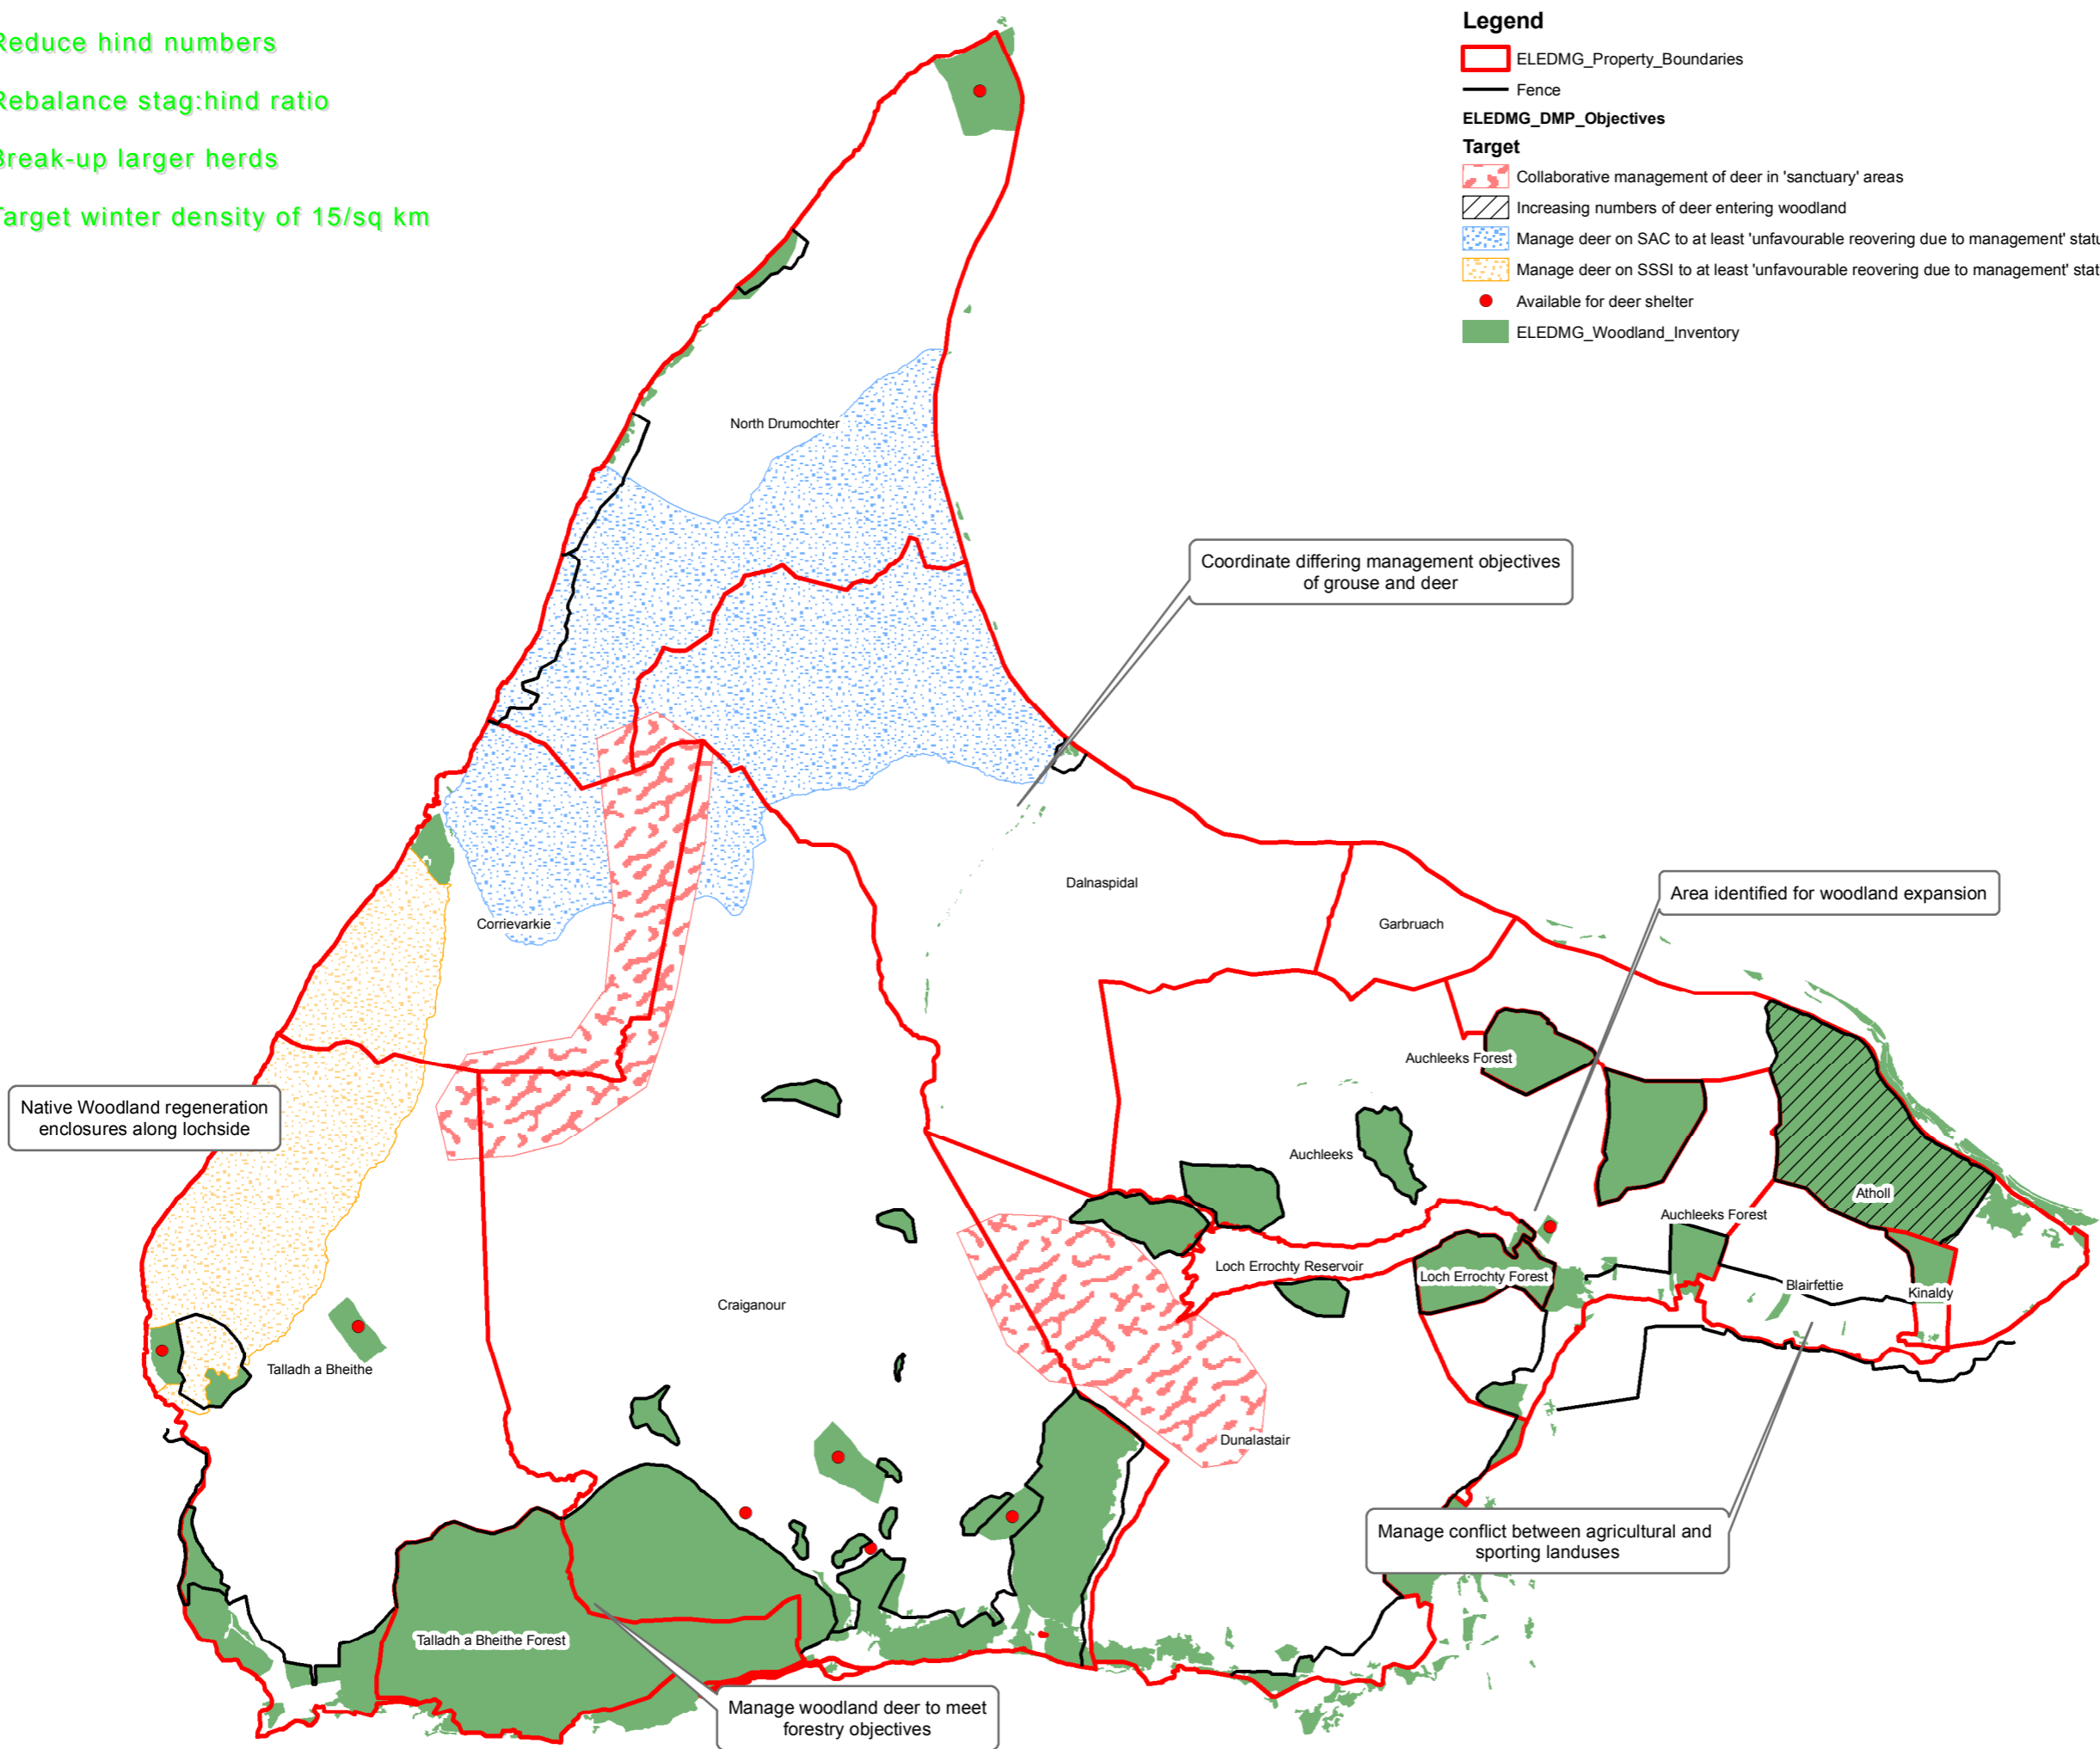 Reduce hind numbers
Rebalance stag:hind ratio
Break-up larger herds
Target winter density of 15/sq km
Legend
ELEDMG_Property_Boundaries
Fence
ELEDMG_DMP_Objectives
Target
Collaborative management of deer in 'sanctuary' areas
Increasing numbers of deer entering woodland
Manage deer on SAC to at least 'unfavourable reovering due to management' statu
Manage deer on SSSI to at least 'unfavourable reovering due to management' stat
Available for deer shelter
ELEDMG_Woodland_Inventory
North Drumochter
Coordinate differing management objectives
of grouse and deer
Dalnaspidal
Area identified for woodland expansion
Corrievarkie
Garbruach
Auchleeks Forest
Native Woodland regeneration
enclosures along lochside
Auchleeks
Atholl
Auchleeks Forest
Loch Errochty Reservoir
Loch Errochty Forest
Blairfettie
Kinaldy
Craiganour
Talladh a Bheithe
Dunalastair
Manage conflict between agricultural and
sporting landuses
Talladh a Bheithe Forest
Manage woodland deer to meet
forestry objectives